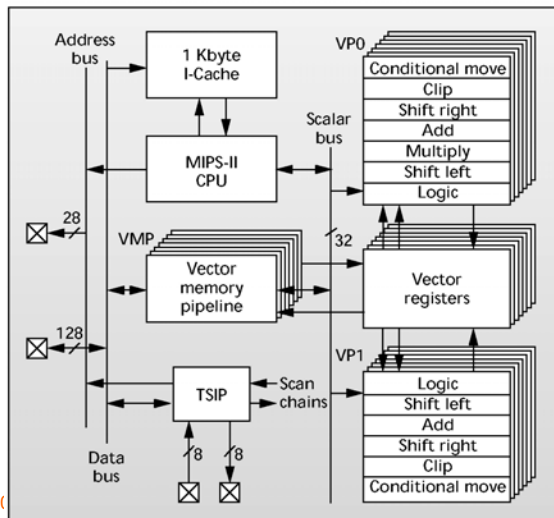 Address
bus
1 Kbyte
I-Cache
MIPS-II
CPU
Scalar
bus
VP0
Conditional move
Clip
Shift right
Add
Multiply
Shift left
Logic
28
VMP
Vector
memory
pipeline
32
Vector
registers
128
TSIP
Scan
chains
8
8
Data
bus
VP1
Logic
Shift left
Add
Shift right
Clip
Conditional move